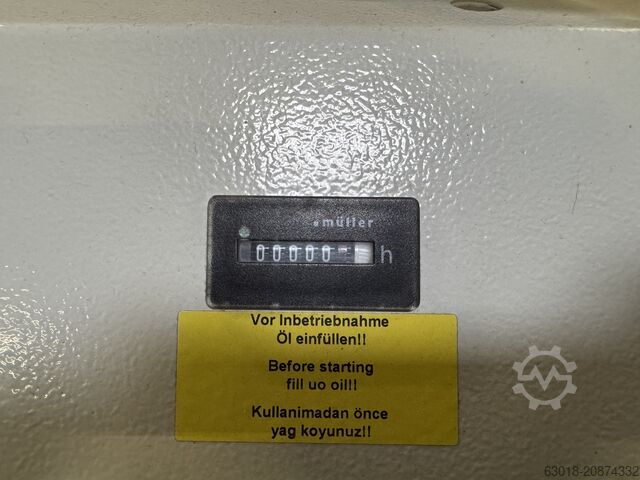 müller
00000 h
Vor Inbetriebnahme
Öl einfüllen!!
Before starting
fill uo oil!!
Kullanimadan önce
yag koyunuz!!
63018-20874332